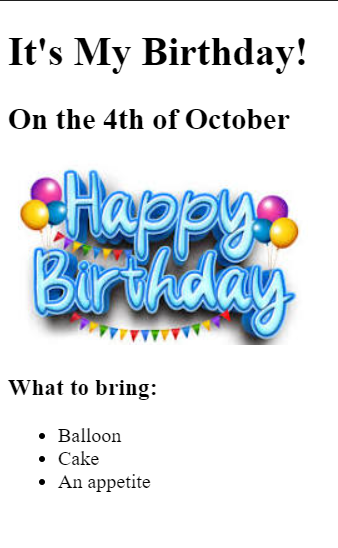 It's My Birthday!
On the 4th of October
Happy
Birthday
What to bring:
Balloon
Cake
An appetite